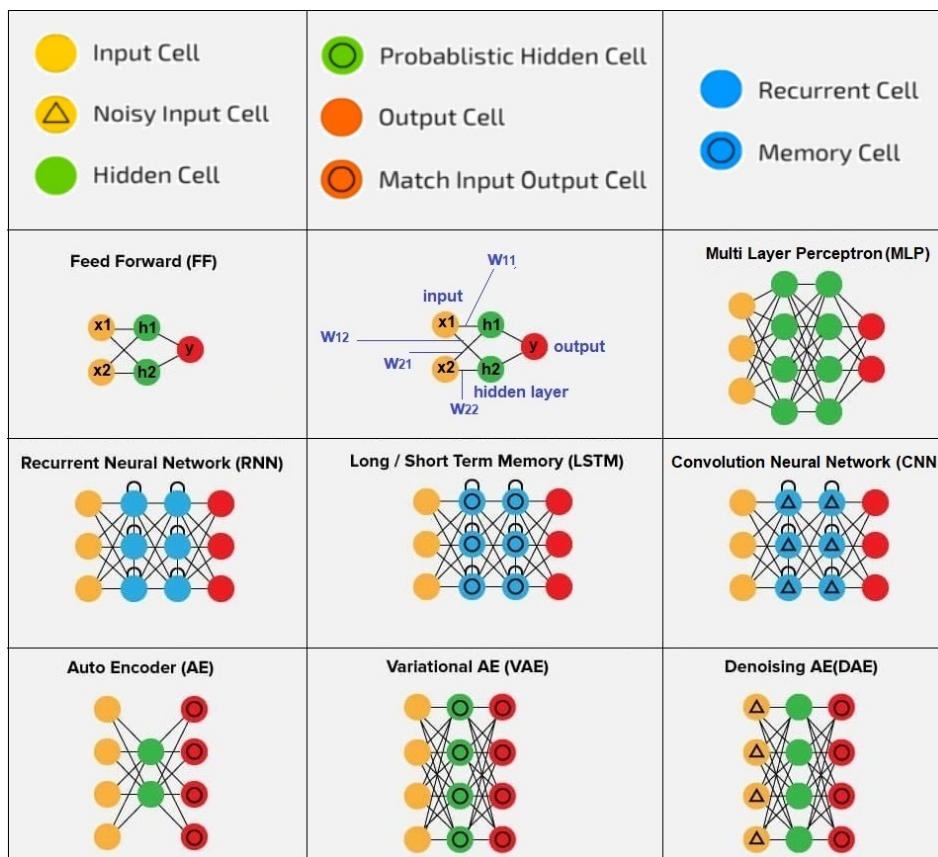 Input Cell
Noisy Input Cell
Hidden Cell
Probablistic Hidden Cell
Output Cell
Match Input Output Cell
Recurrent Cell
Memory Cell
Feed Forward (FF)
x1
h1
y
x2
h2
W11
input
x1
h1
W12
y
output
W21
x2
h2
hidden layer
W22
Multi Layer Perceptron (MLP)
Recurrent Neural Network (RNN)
Long / Short Term Memory (LSTM)
Convolution Neural Network (CNN
Auto Encoder (AE)
Variational AE (VAE)
Denoising AE(DAE)